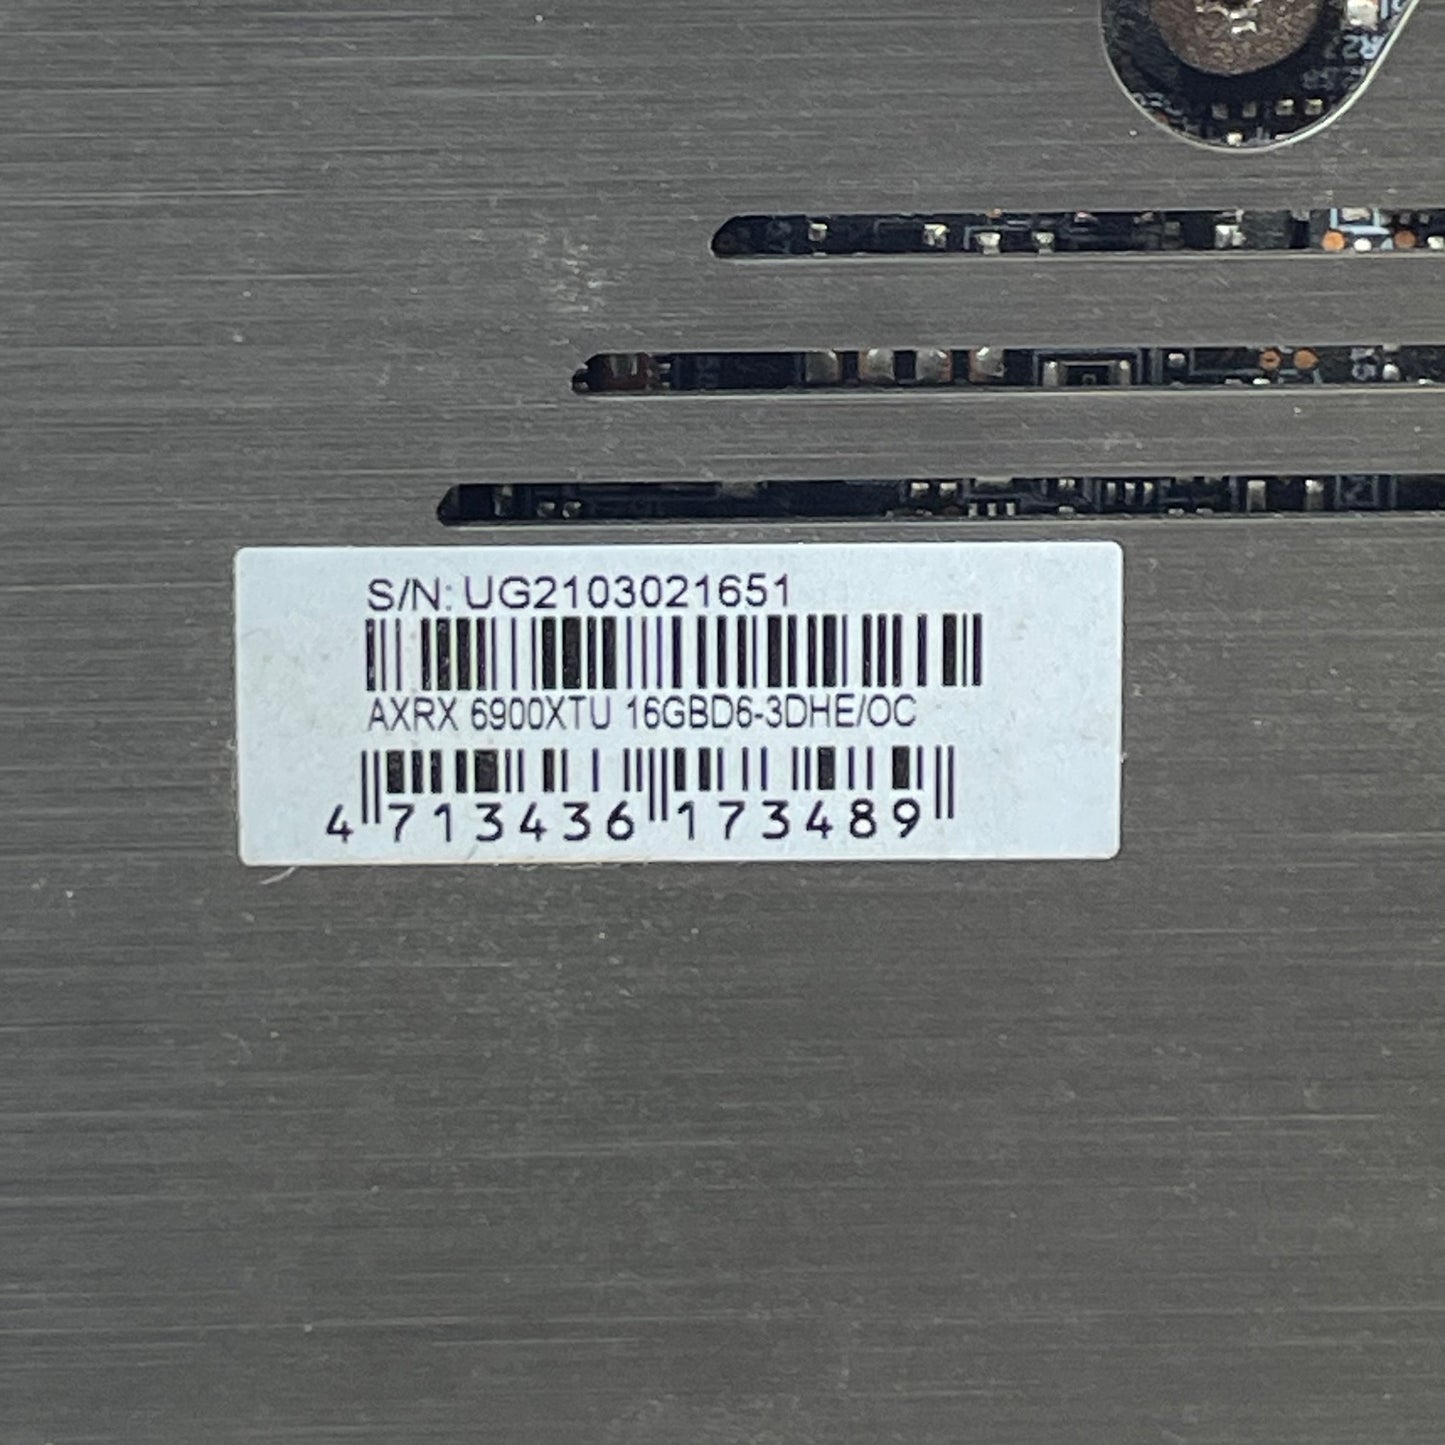 S/N: UG2103021651
AXRX 6900XTU 16GBD6-3DHE/OC
4 713436 173489